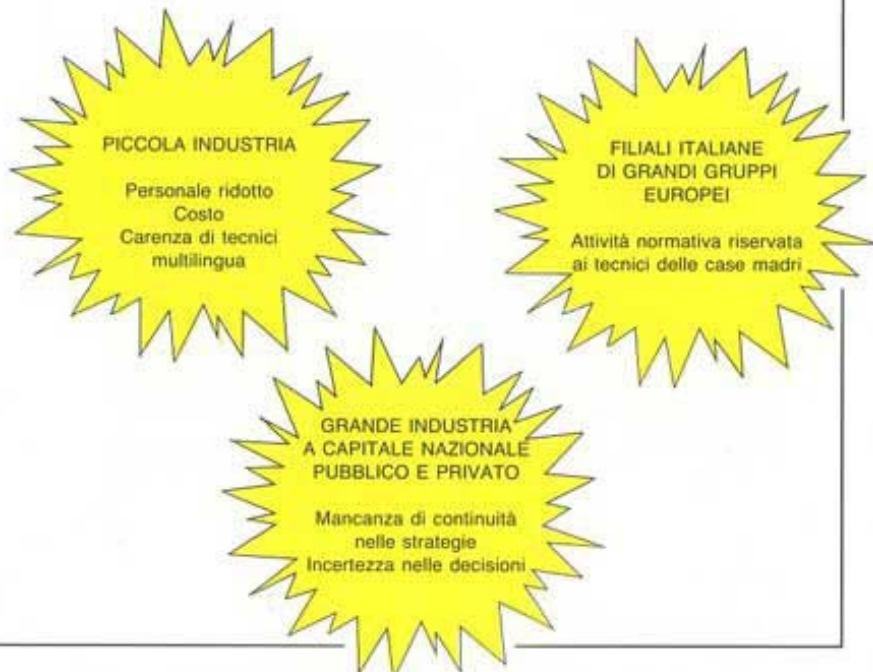 PICCOLA INDUSTRIA
Personale ridotto
Costo
Carenza di tecnici
multilingua
FILIALI ITALIANE
DI GRANDI GRUPPI
EUROPEI
Attività normativa riservata
ai tecnici delle case madri
GRANDE INDUSTRIA
A CAPITALE NAZIONALE
PUBBLICO E PRIVATO
Mancanza di continuità
nelle strategie
Incertezza nelle decisioni